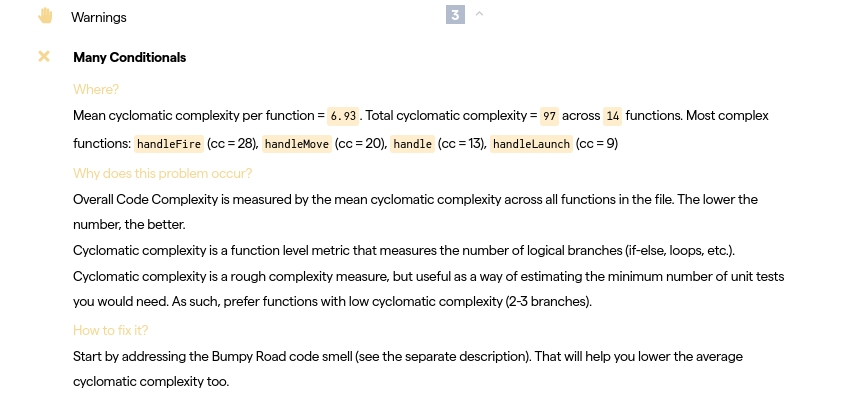 Warnings 3
Many Conditionals
Where?
Mean cyclomatic complexity per function = 6.93. Total cyclomatic complexity = 97 across 14 functions. Most complex
functions: handleFire (cc = 28), handleMove (cc = 20), handle (cc = 13), handleLaunch (cc = 9)
Why does this problem occur?
Overall Code Complexity is measured by the mean cyclomatic complexity across all functions in the file. The lower the
number, the better.
Cyclomatic complexity is a function level metric that measures the number of logical branches (if-else, loops, etc.).
Cyclomatic complexity is a rough complexity measure, but useful as a way of estimating the minimum number of unit tests
you would need. As such, prefer functions with low cyclomatic complexity (2-3 branches).
How to fix it?
Start by addressing the Bumpy Road code smell (see the separate description). That will help you lower the average
cyclomatic complexity too.